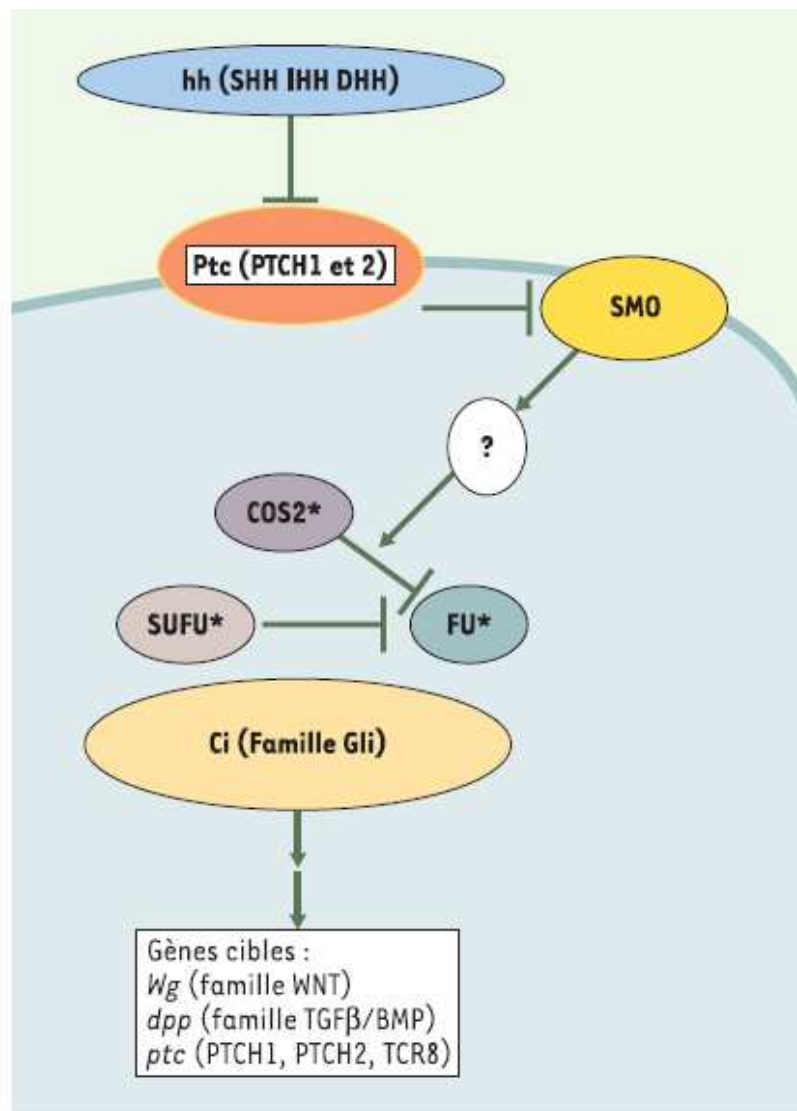 hh (SHH IHH DHH)
Ptc (PTCH1 et 2)
SMO
?
COS2*
SUFU*
FU*
Ci (Famille Gli)
Gènes cibles :
Wg (famille WNT)
dpp (famille TGFβ/BMP)
ptc (PTCH1, PTCH2, TCR8)